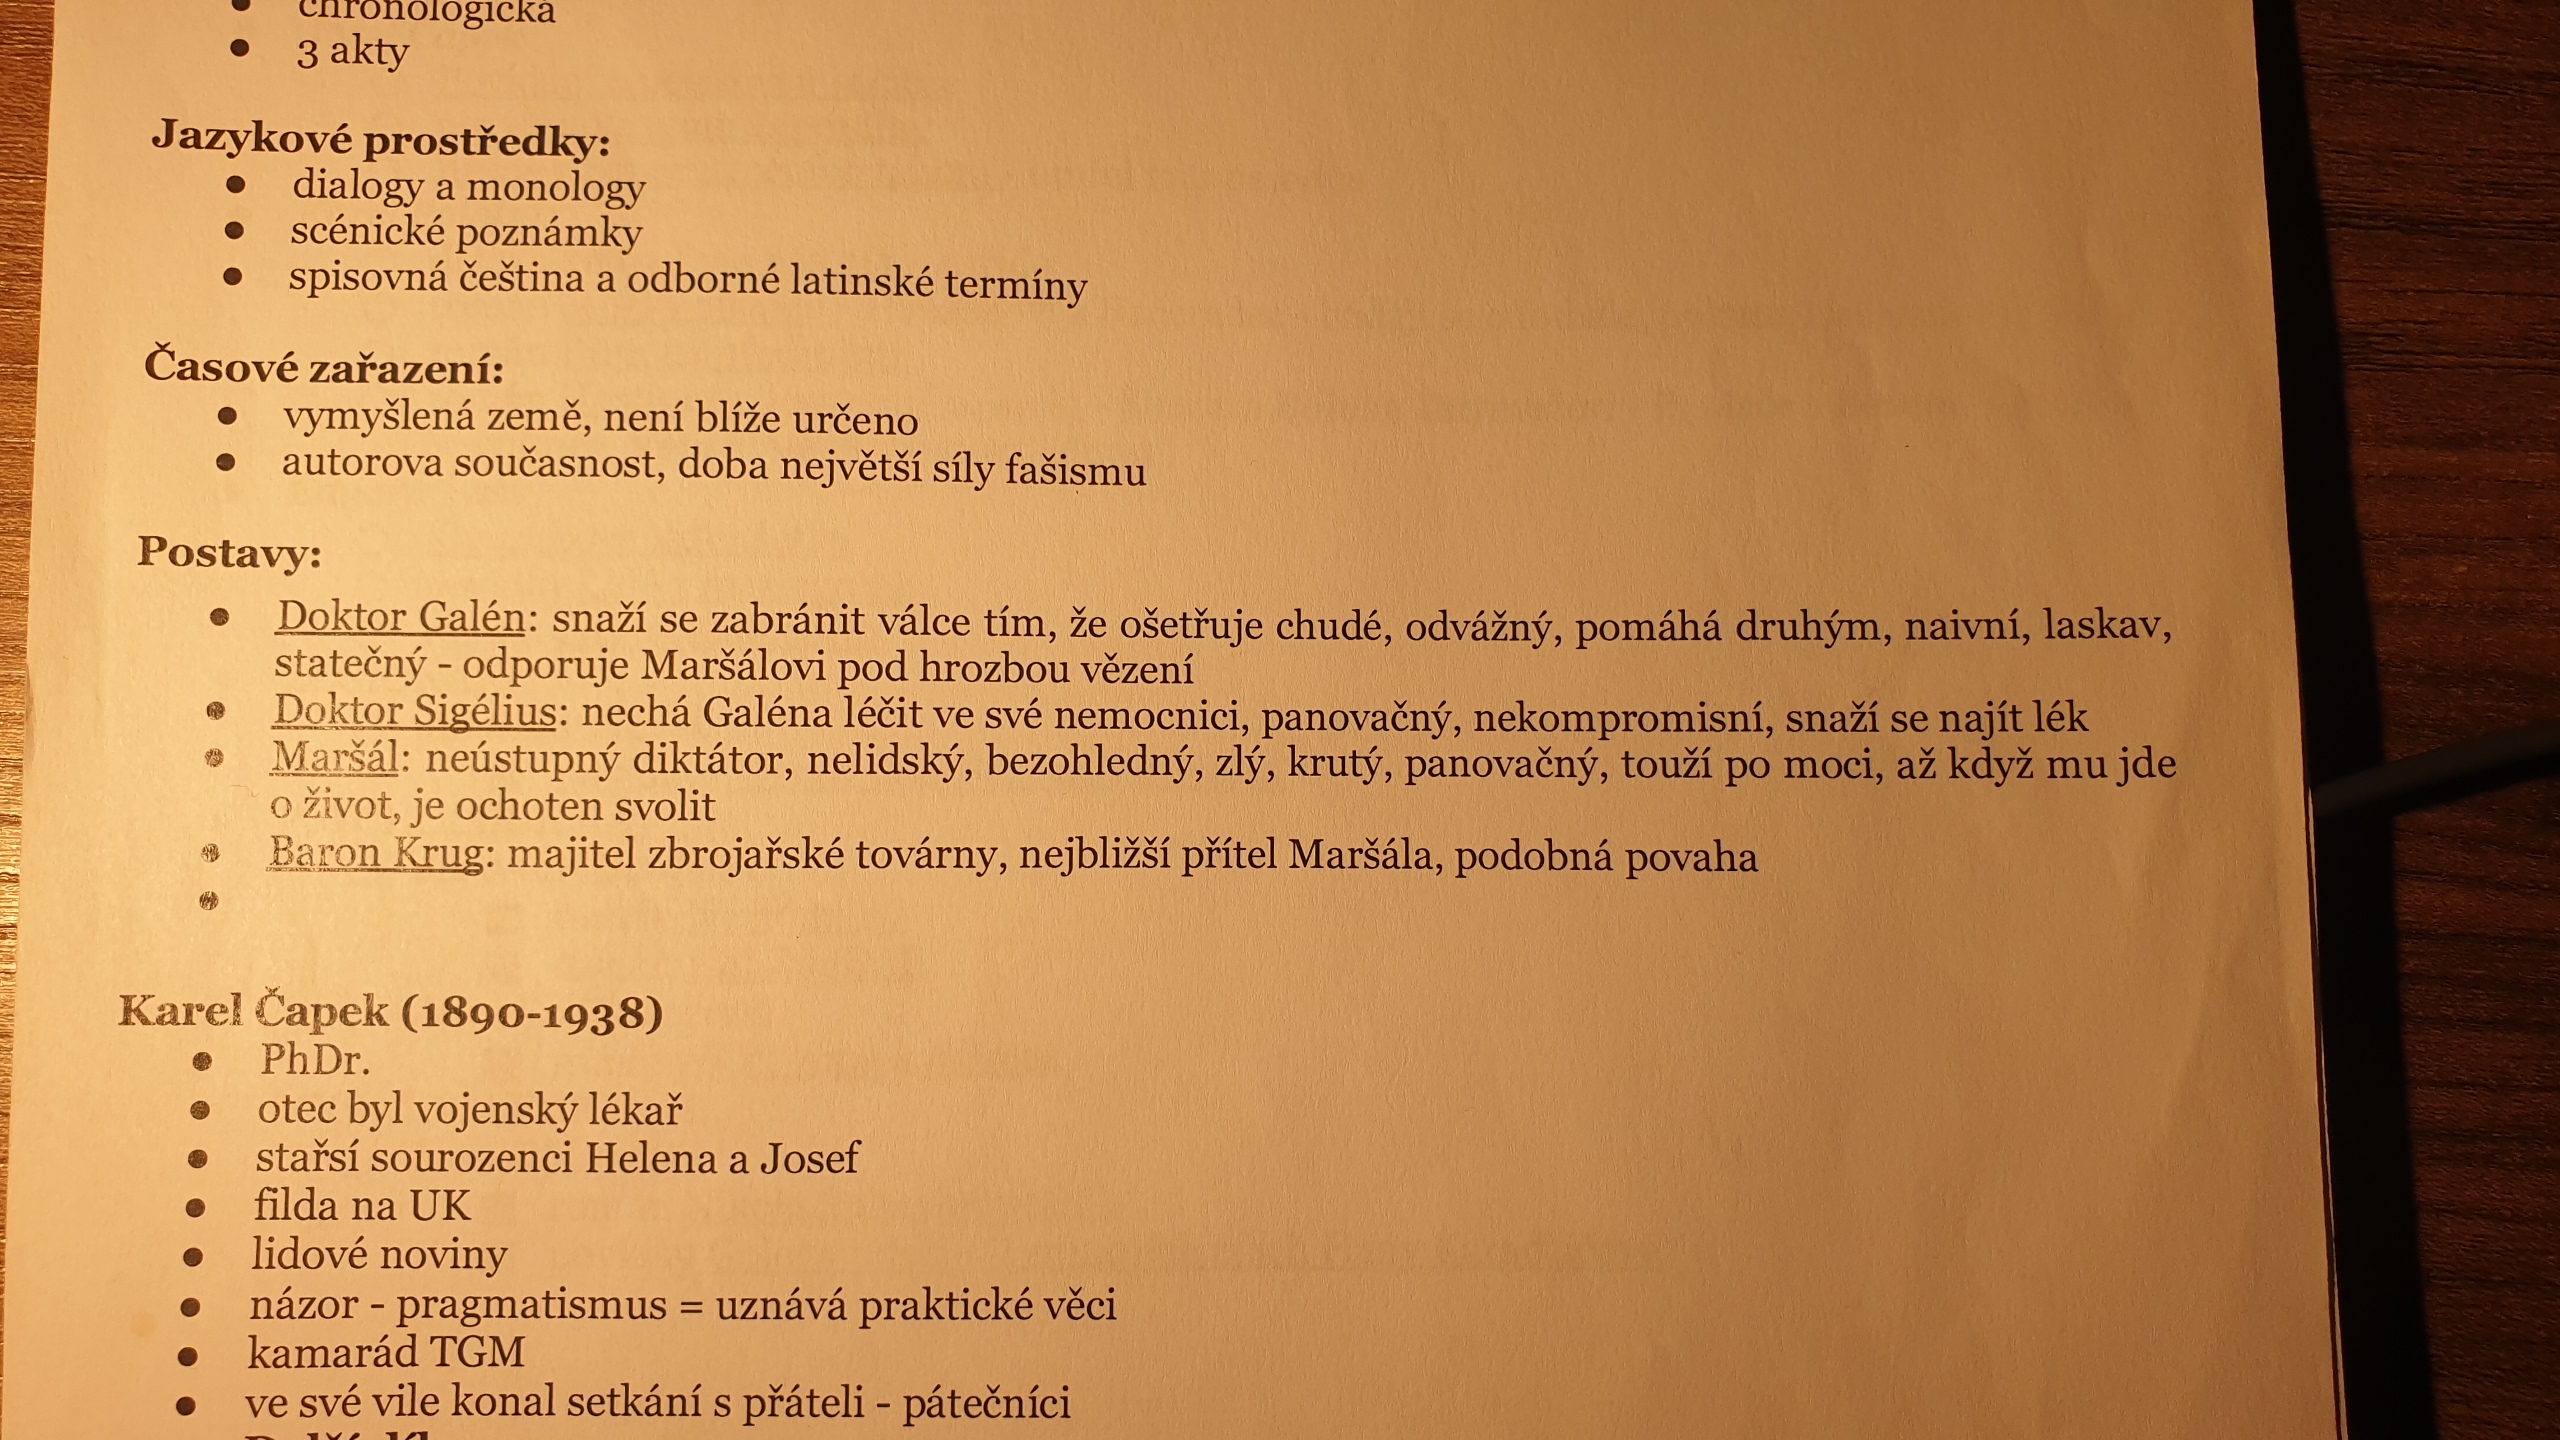 chronologická
3 akty
Jazykové prostředky:
dialogy a monology
scénické poznámky
spisovná čeština a odborné latinské termíny
Časové zařazení:
vymyšlená země, není blíže určeno
autorova současnost, doba největší síly fašismu
Postavy:
Doktor Galén: snaží se zabránit válce tím, že ošetřuje chudé, odvážný, pomáhá druhým, naivní, laskav,
statečný - odporuje Maršálovi pod hrozbou vězení
Doktor Sigélius: nechá Galéna léčit ve své nemocnici, panovačný, nekompromisní, snaží se najít lék
Maršál: neústupný diktátor, nelidský, bezohledný, zlý, krutý, panovačný, touží po moci, až když mu jde
o život, je ochoten svolit
Baron Krug: majitel zbrojařské továrny, nejbližší přítel Maršála, podobná povaha
Karel Čapek (1890-1938)
PhDr.
otec byl vojenský lékař
stařsí sourozenci Helena a Josef
filda na UK
lidové noviny
názor - pragmatismus = uznává praktické věci
kamarád TGM
ve své vile konal setkání s přáteli - pátečníci